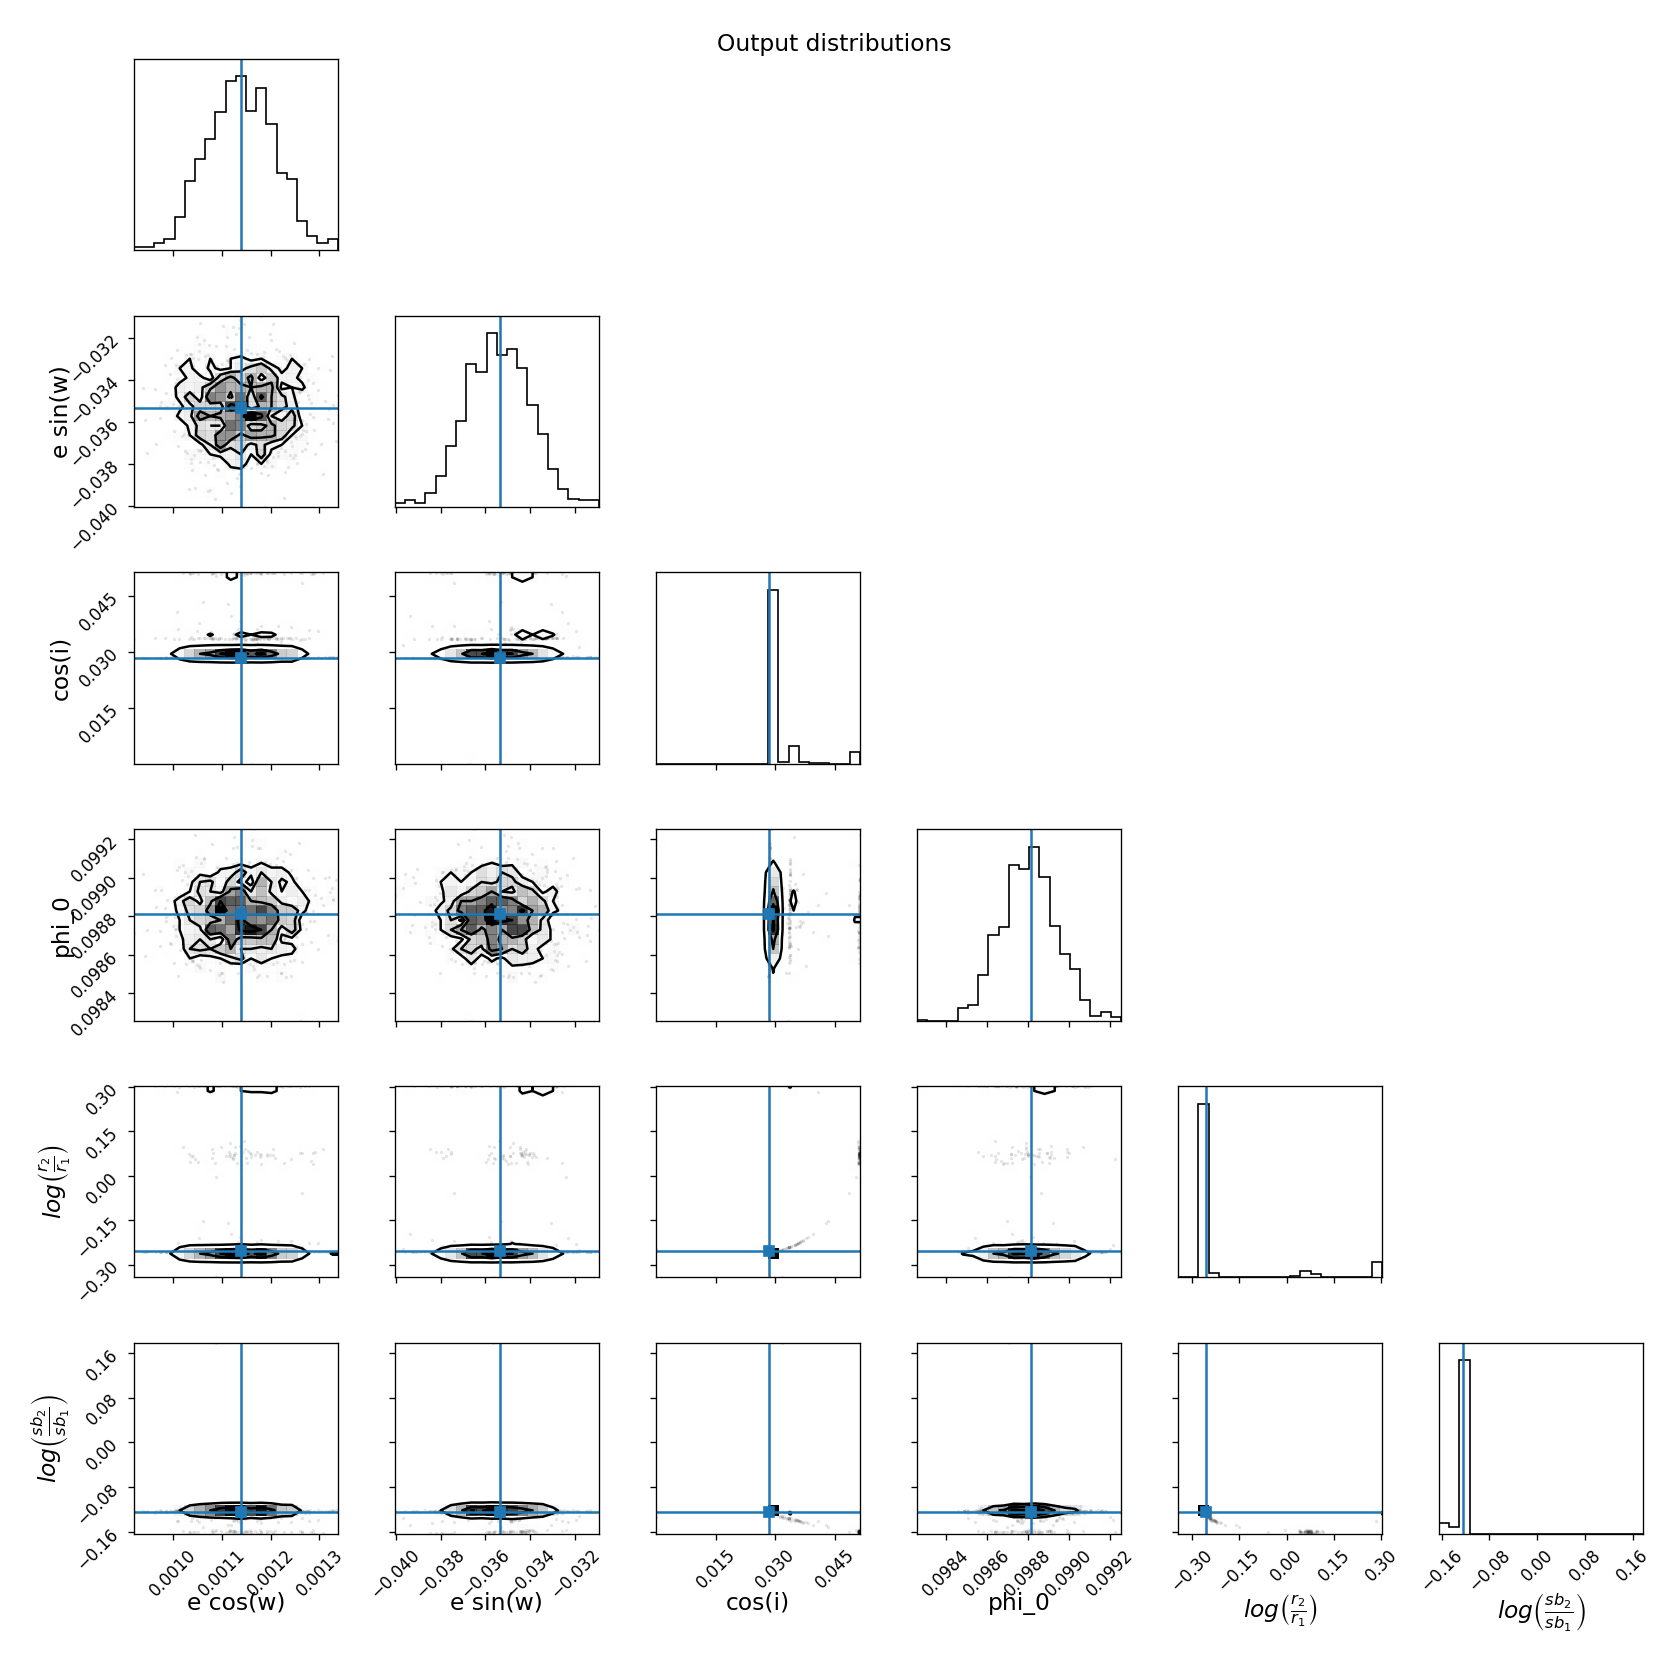 Output distributions
e sin(w)
−0.032
−0.034
−0.036
−0.038
−0.040
cos(i)
0.045
0.030
0.015
phi_0
0.0992
0.0990
0.0988
0.0986
0.0984
log(r2/r1)
0.30
0.15
0.00
−0.15
−0.30
log(sb2/sb1)
0.16
0.08
0.00
−0.08
−0.16
0.0010 0.0011 0.0012 0.0013
e cos(w)
−0.040 −0.038 −0.036 −0.034 −0.032
e sin(w)
0.015 0.030 0.045
cos(i)
0.0984 0.0986 0.0988 0.0990 0.0992
phi_0
−0.30 −0.15 0.00 0.15 0.30
log(r2/r1)
−0.16 −0.08 0.00 0.08 0.16
log(sb2/sb1)